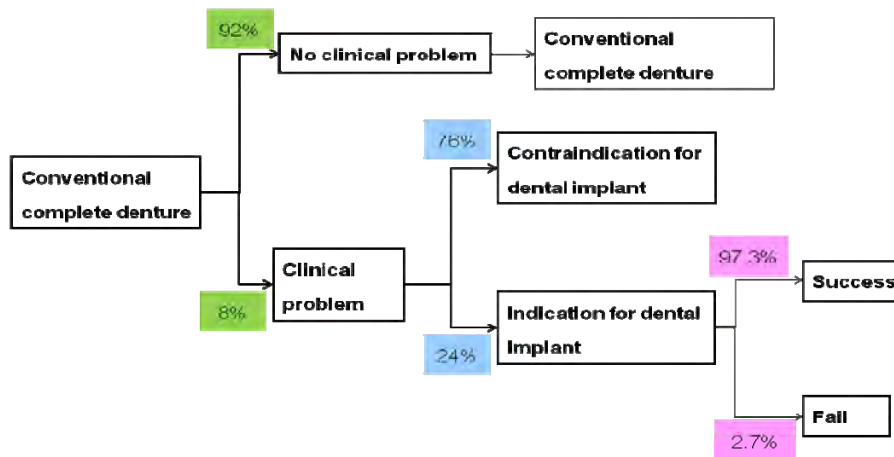 92%
No clinical problem
Conventional
complete denture
76%
Contraindication for
dental implant
Conventional
complete denture
97.3%
Success
Clinical
problem
8%
Indication for dental
Implant
24%
Fail
2.7%